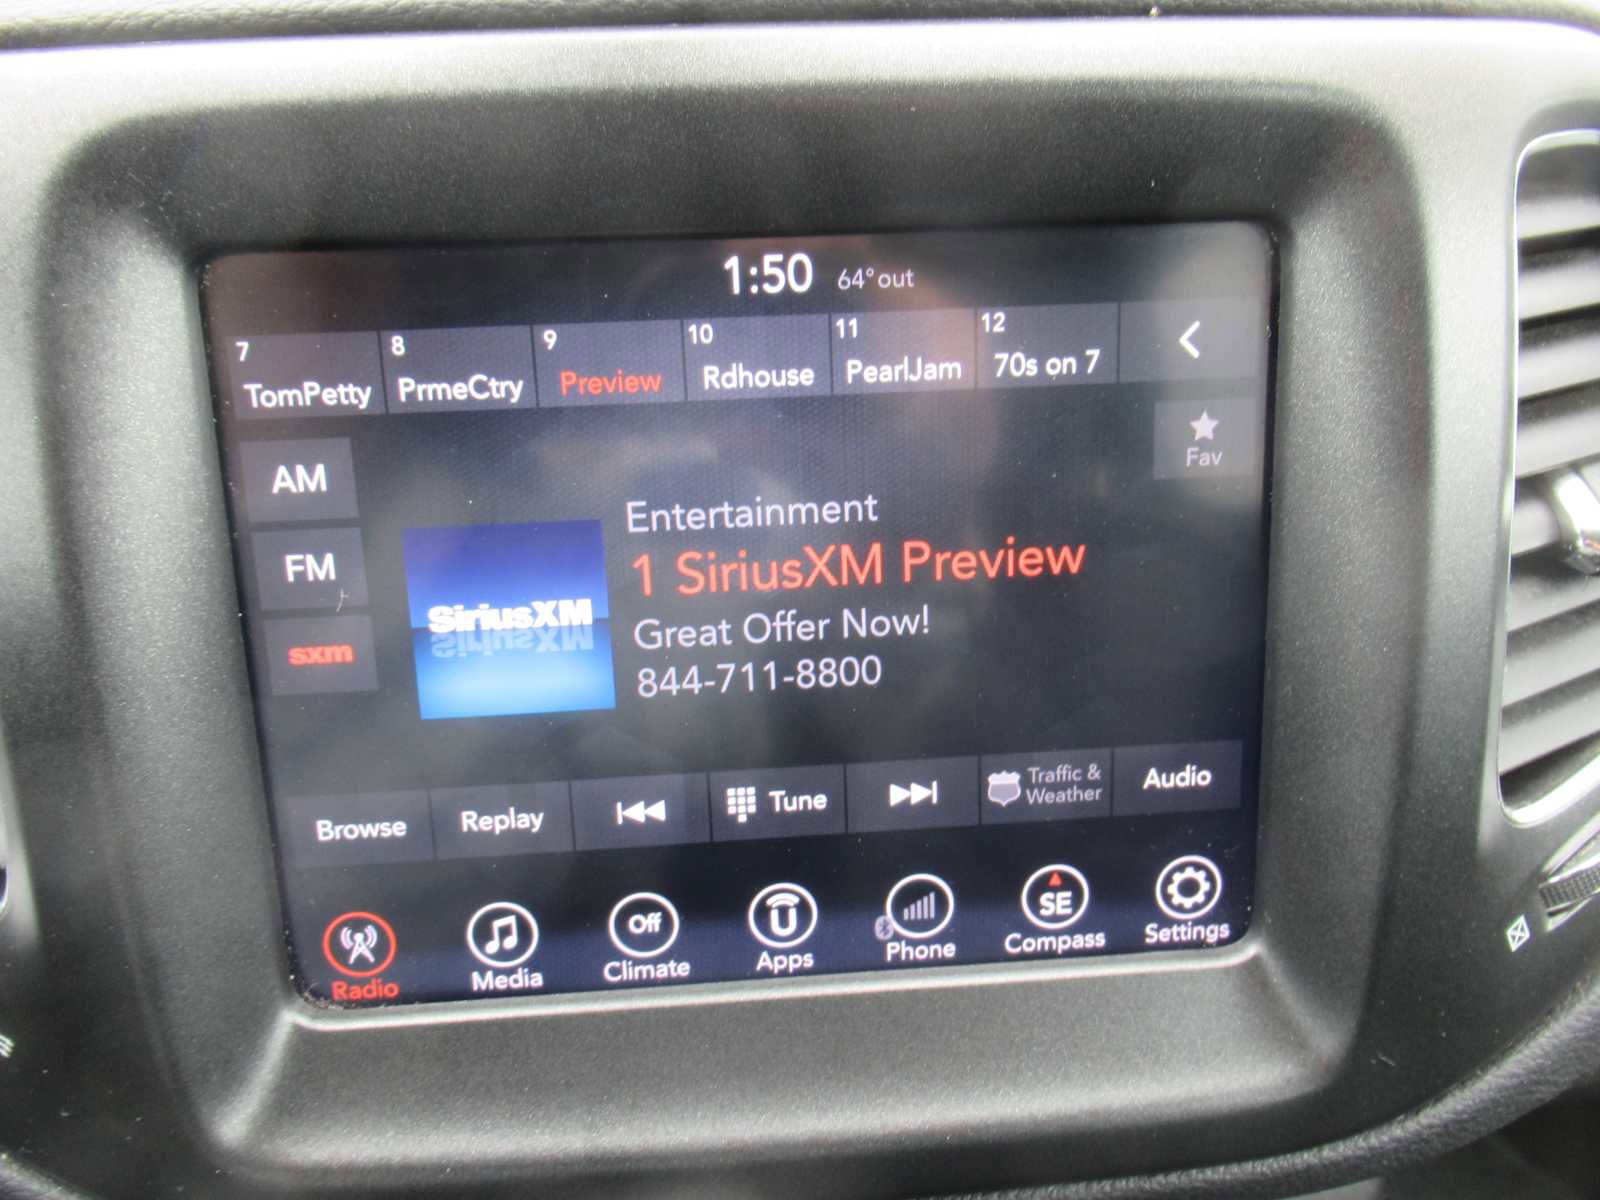 1:50 64° out
7 8 9 10 11 12
TomPetty PrmeCtry Preview Rdhouse PearlJam 70s on 7
Fav
AM
FM
sxm
SiriusXM
Entertainment
1 SiriusXM Preview
Great Offer Now!
844-711-8800
Browse Replay Tune Traffic & Weather Audio
Off U SE
Radio Media Climate Apps Phone Compass Settings